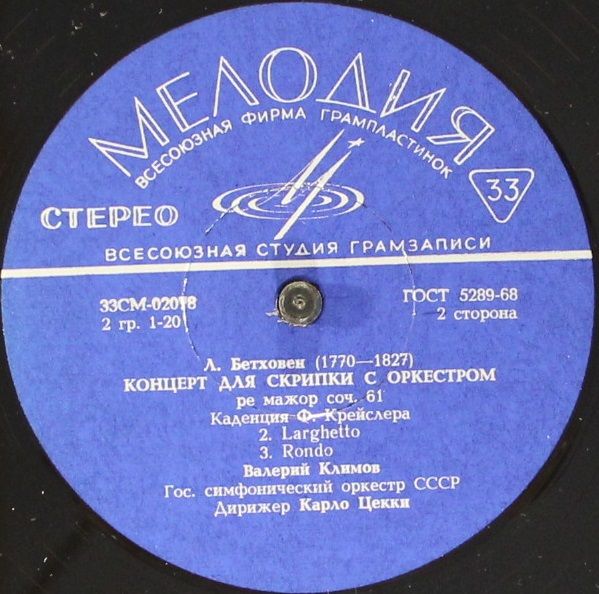 МЕЛОДИЯ
ВСЕСОЮЗНАЯ ФИРМА ГРАМПЛАСТИНОК
33
СТЕРЕО
ВСЕСОЮЗНАЯ СТУДИЯ ГРАМЗАПИСИ
33СМ-02078
2 гр. 1-20
ГОСТ 5289-68
2 сторона
Л. Бетховен (1770—1827)
КОНЦЕРТ ДЛЯ СКРИПКИ С ОРКЕСТРОМ
ре мажор соч. 61
Каденция Ф. Крейслера
2. Larghetto
3. Rondo
Валерий Климов
Гос. симфонический оркестр СССР
Дирижер Карло Цекки